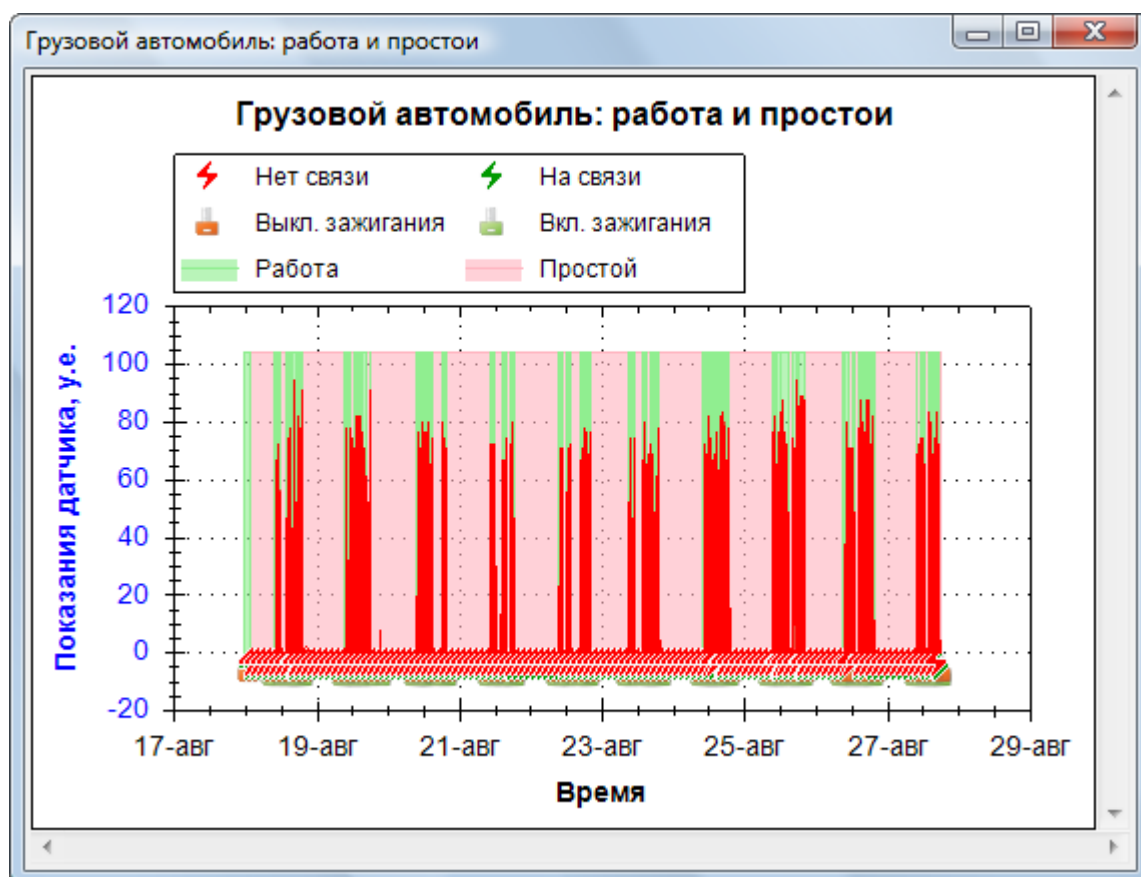 Грузовой автомобиль: работа и простои
Грузовой автомобиль: работа и простои
Нет связи На связи
Выкл. зажигания Вкл. зажигания
Работа Простой
Показания датчика, у.е.
120
100
80
60
40
20
0
-20
17-авг 19-авг 21-авг 23-авг 25-авг 27-авг 29-авг
Время